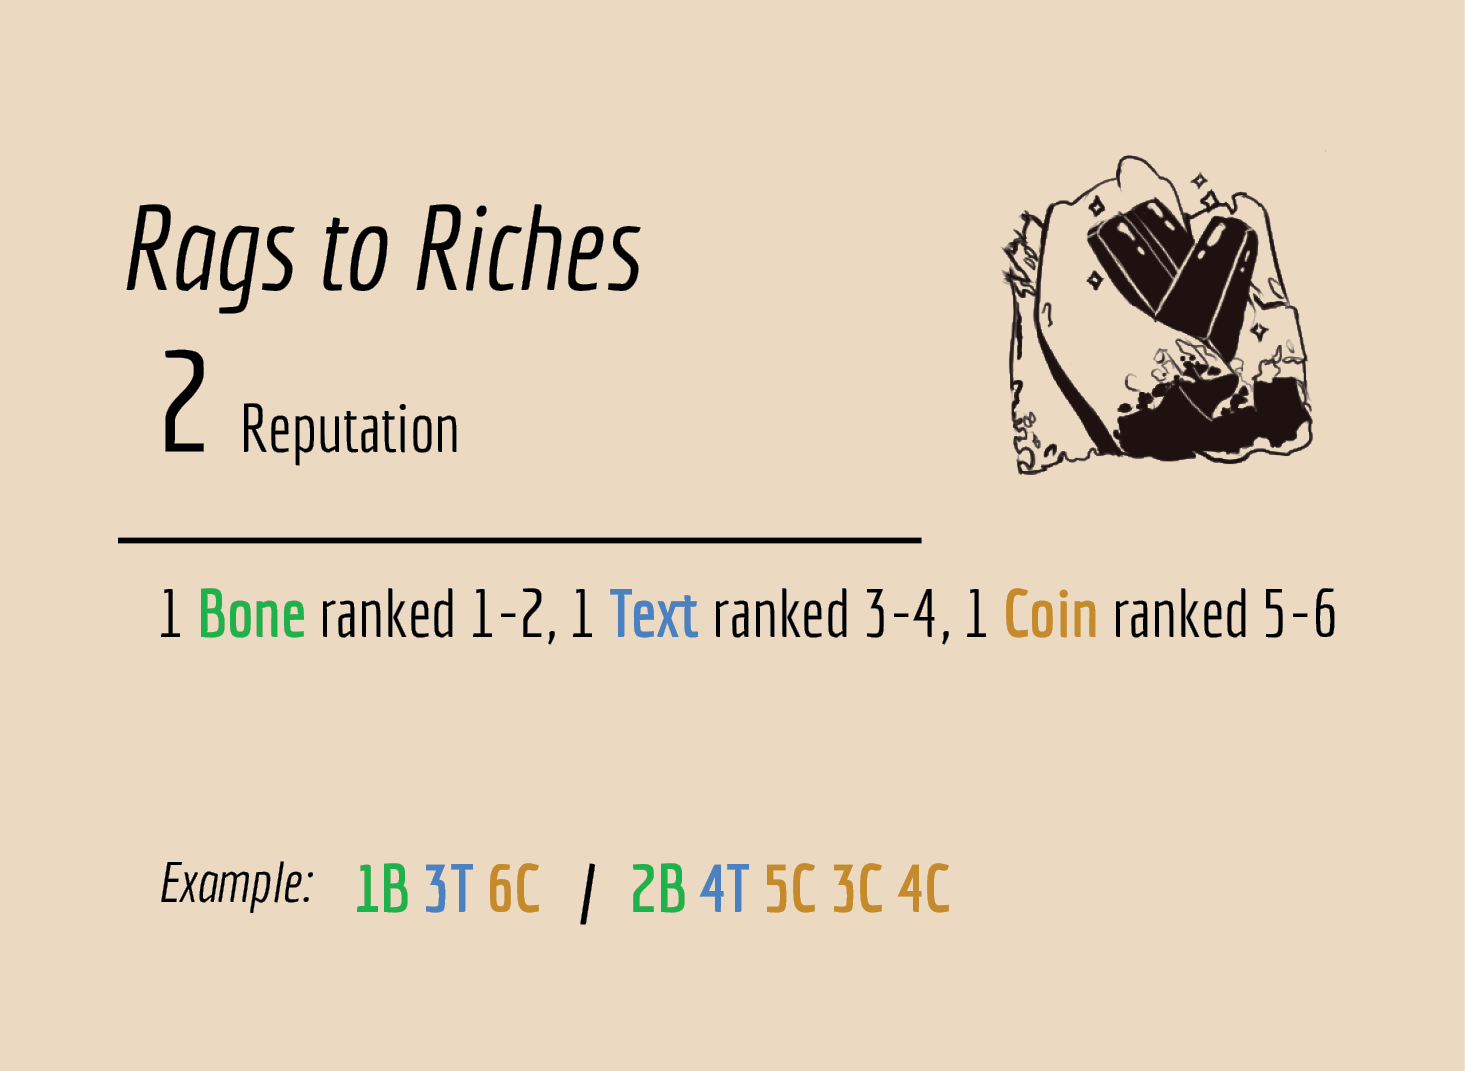 Rags to Riches
2 Reputation
1 Bone ranked 1-2, 1 Text ranked 3-4, 1 Coin ranked 5-6
Example: 1B 3T 6C / 2B 4T 5C 3C 4C